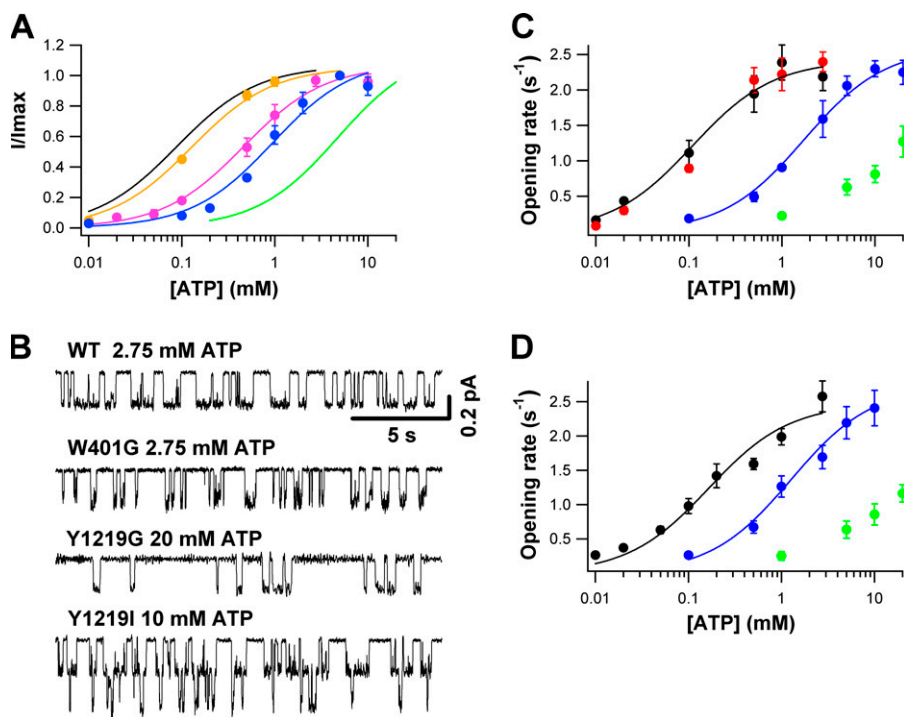 A
I/Imax
1.2
1.0
0.8
0.6
0.4
0.2
0.0
0.01 0.1 1 10
[ATP] (mM)
B
WT 2.75 mM ATP
0.2 pA
5 s
W401G 2.75 mM ATP
Y1219G 20 mM ATP
Y1219I 10 mM ATP
C
Opening rate (s-1)
2.5
2.0
1.5
1.0
0.5
0.01 0.1 1 10
[ATP] (mM)
D
Opening rate (s-1)
2.5
2.0
1.5
1.0
0.5
0.01 0.1 1 10
[ATP] (mM)